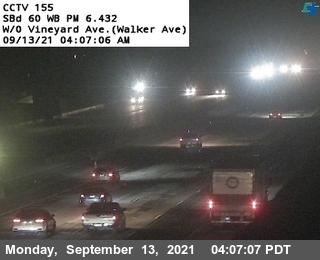 CCTV 155
SBd 60 WB PM 6.432
W/O Vineyard Ave.(Walker Ave)
09/13/21 04:07:06 AM
Monday, September 13, 2021 04:07:07 PDT